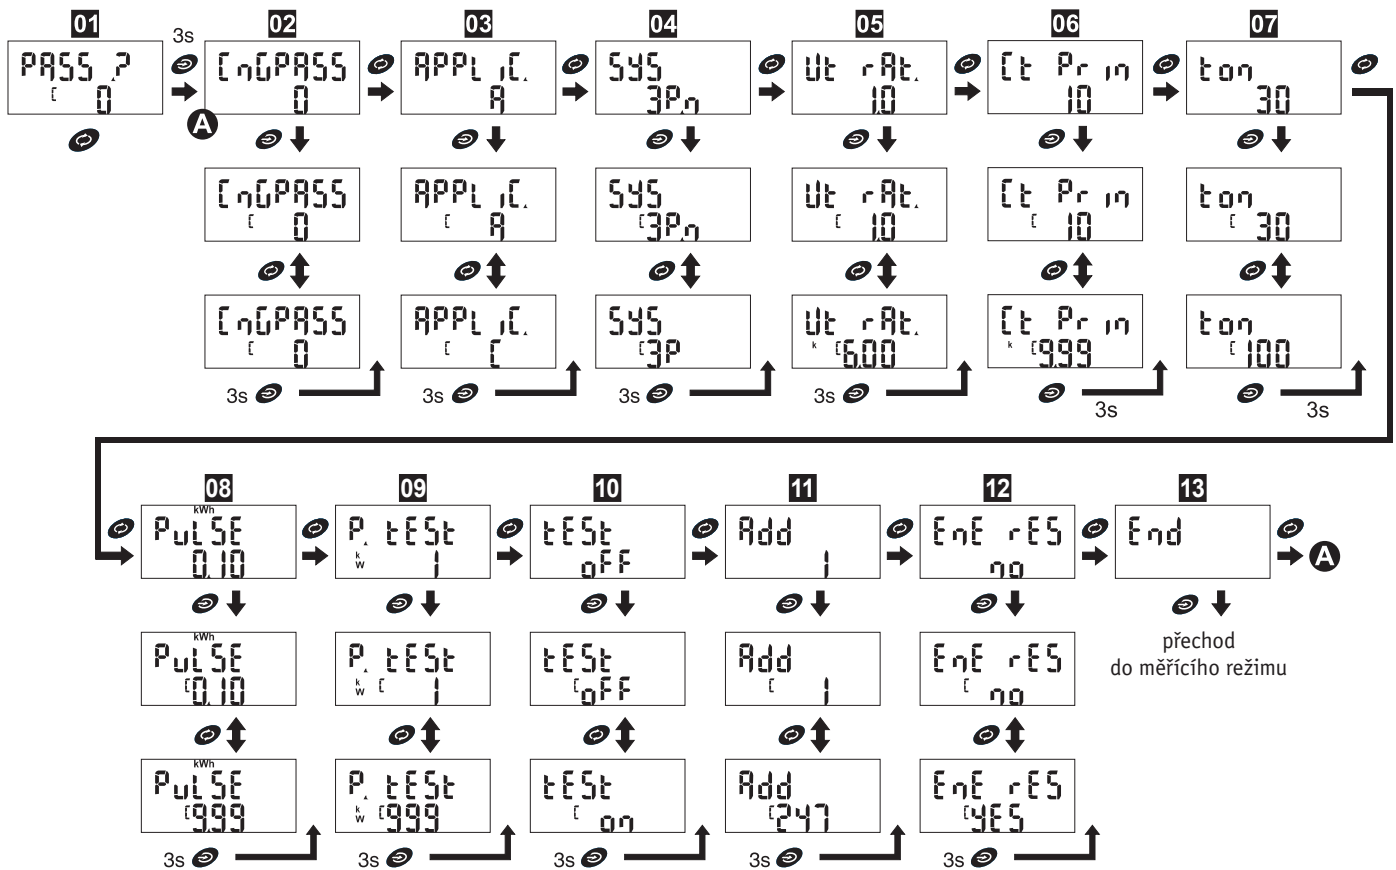 01 02 03 04 05 06 07
3s
PASS ? CnGPASS APPLiC. SYS Ut rAt. Ct Prin ton
[ 0 0 A 3P.n 1.0 10 30
A
CnGPASS APPLiC. SYS Ut rAt. Ct Prin ton
[ 0 [ A [3P.n [ 1.0 [ 10 [ 30
CnGPASS APPLiC. SYS Ut rAt. Ct Prin ton
[ 0 [ C [3P k [6.00 k [9.99 [ 100
3s 3s 3s 3s 3s 3s
08 09 10 11 12 13
kWh
PuLSE P. tESt tESt Add EnE rES End
0.10 kW 1 oFF 1 no A
kWh
PuLSE P. tESt tESt Add EnE rES
[0.10 kW [ 1 [oFF [ 1 [ no
přechod
do měřícího režimu
kWh
PuLSE P. tESt tESt Add EnE rES
[9.99 kW [999 [ on [247 [YES
3s 3s 3s 3s 3s